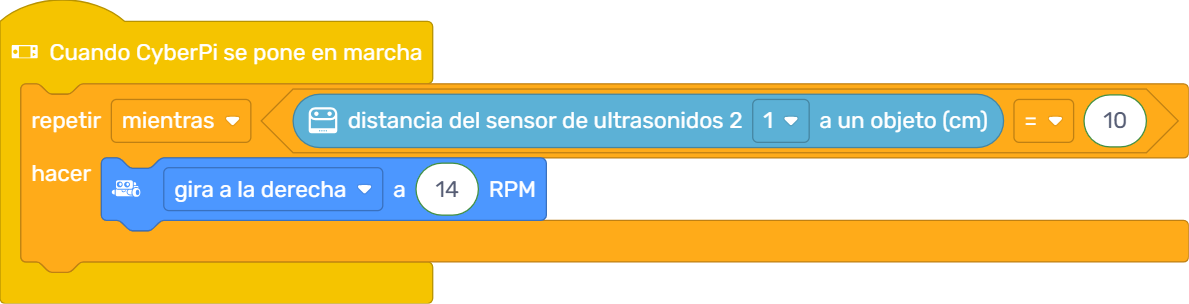 Cuando CyberPi se pone en marcha
repetir mientras distancia del sensor de ultrasonidos 2 1 a un objeto (cm) = 10
hacer
gira a la derecha a 14 RPM